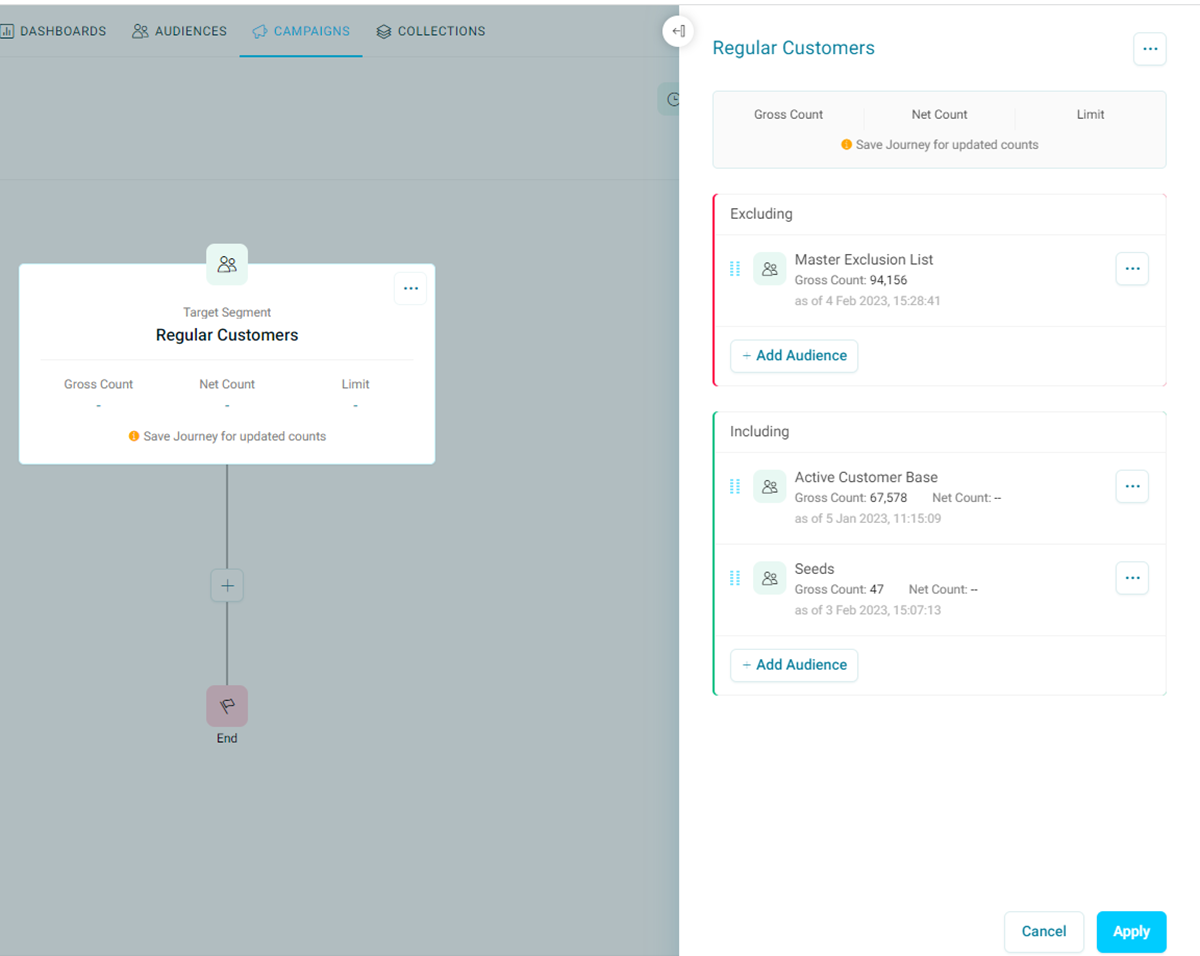 DASHBOARDS AUDIENCES CAMPAIGNS COLLECTIONS
Target Segment
Regular Customers
Gross Count Net Count Limit
- - -
Save Journey for updated counts
+
End
Regular Customers
...
Gross Count Net Count Limit
Save Journey for updated counts
Excluding
Master Exclusion List
Gross Count: 94,156
as of 4 Feb 2023, 15:28:41
+ Add Audience
Including
Active Customer Base
Gross Count: 67,578 Net Count: --
as of 5 Jan 2023, 11:15:09
Seeds
Gross Count: 47 Net Count: --
as of 3 Feb 2023, 15:07:13
+ Add Audience
Cancel Apply